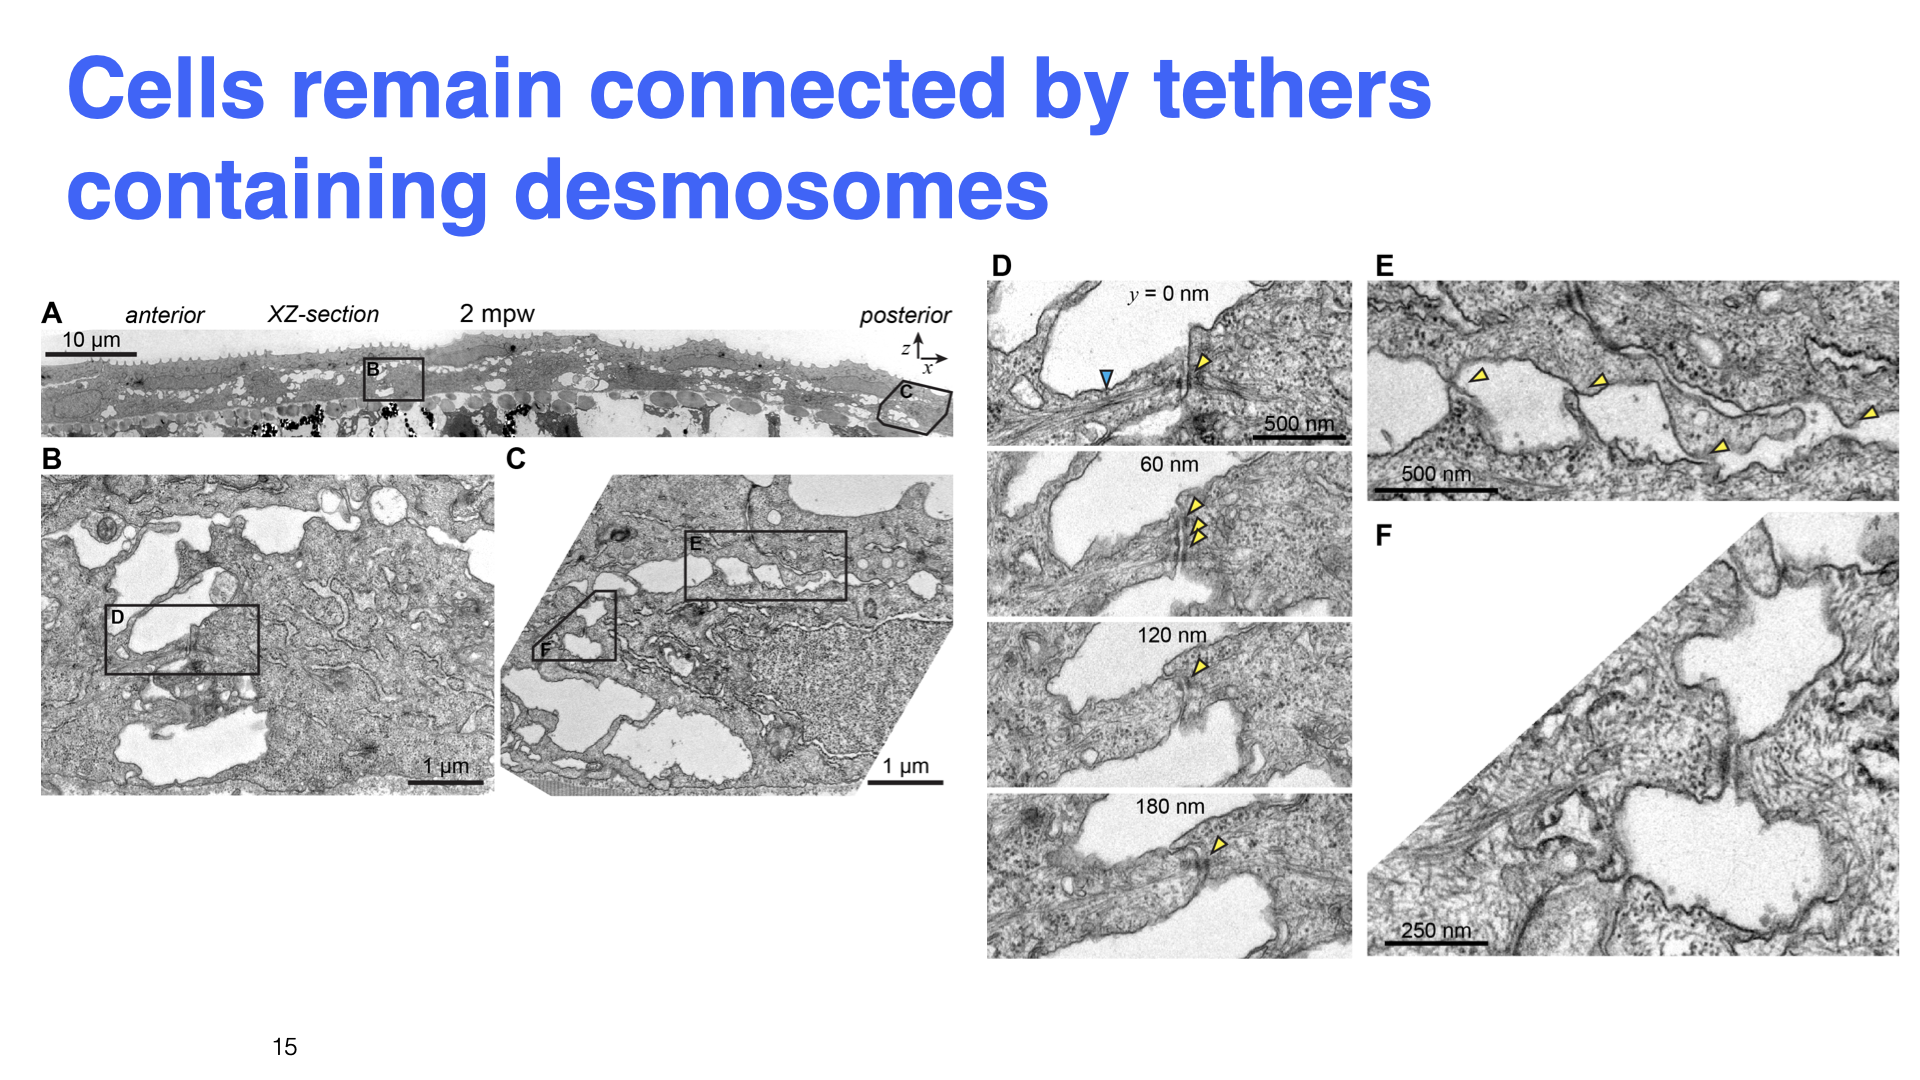 Cells remain connected by tethers
containing desmosomes
A
anterior
XZ-section
2 mpw
posterior
10 µm
z
x
B
C
B
1 µm
D
C
1 µm
E
F
D
y = 0 nm
500 nm
60 nm
120 nm
180 nm
E
500 nm
F
250 nm
15